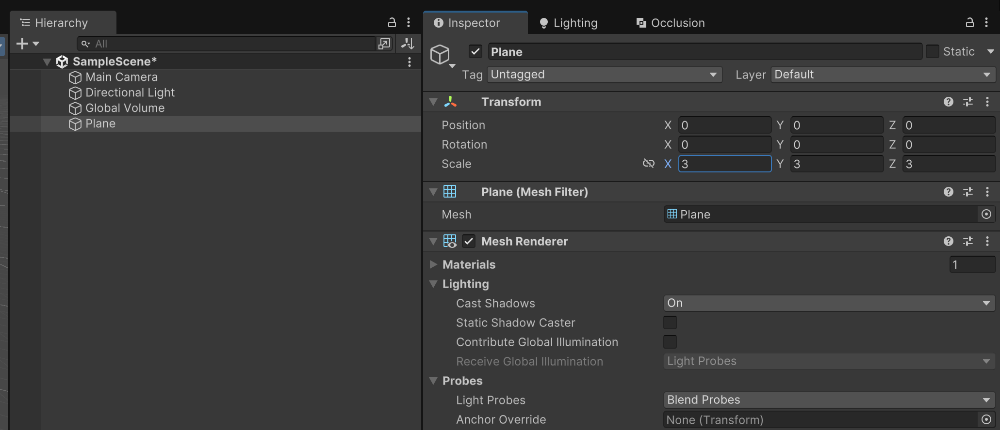 Hierarchy
All
SampleScene*
Main Camera
Directional Light
Global Volume
Plane
Inspector
Lighting
Occlusion
Plane
Static
Tag Untagged Layer Default
Transform
Position X 0 Y 0 Z 0
Rotation X 0 Y 0 Z 0
Scale X 3 Y 3 Z 3
Plane (Mesh Filter)
Mesh Plane
Mesh Renderer
Materials 1
Lighting
Cast Shadows On
Static Shadow Caster
Contribute Global Illumination
Receive Global Illumination Light Probes
Probes
Light Probes Blend Probes
Anchor Override None (Transform)